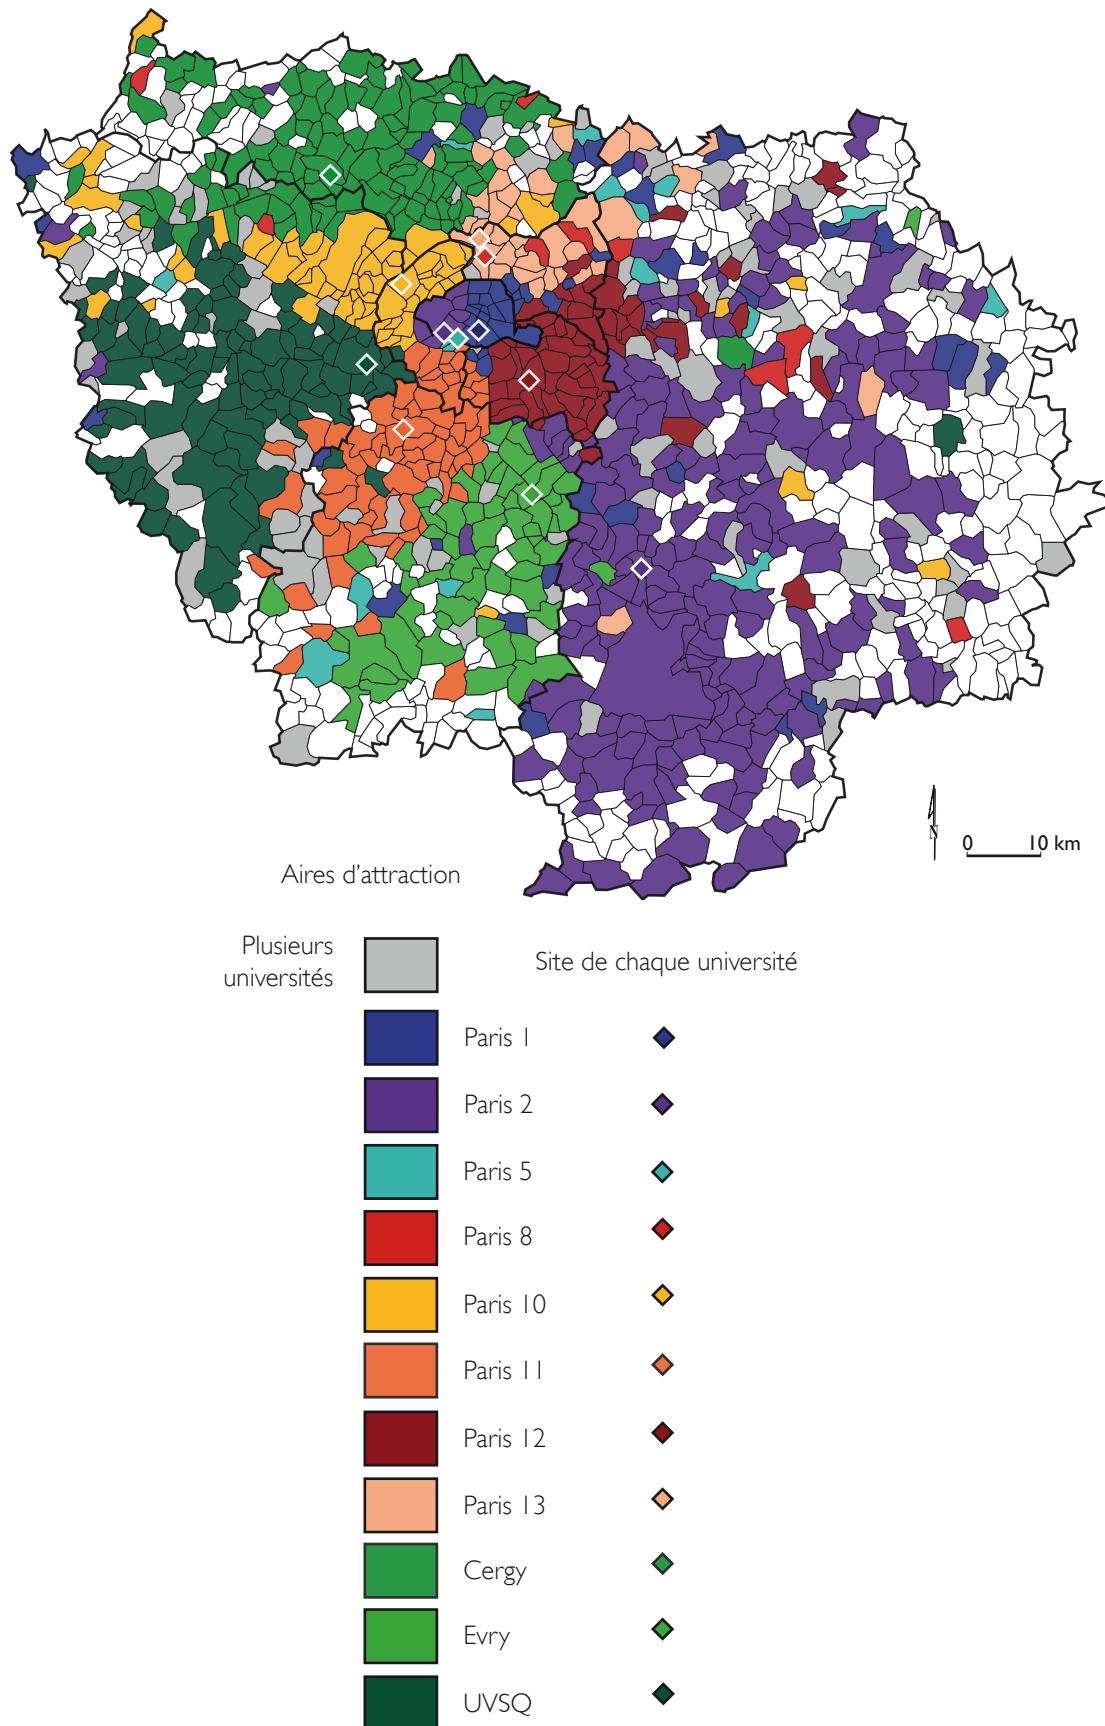 N
0 10 km
Aires d’attraction
Plusieurs
universités
Site de chaque université
Paris 1
Paris 2
Paris 5
Paris 8
Paris 10
Paris 11
Paris 12
Paris 13
Cergy
Evry
UVSQ